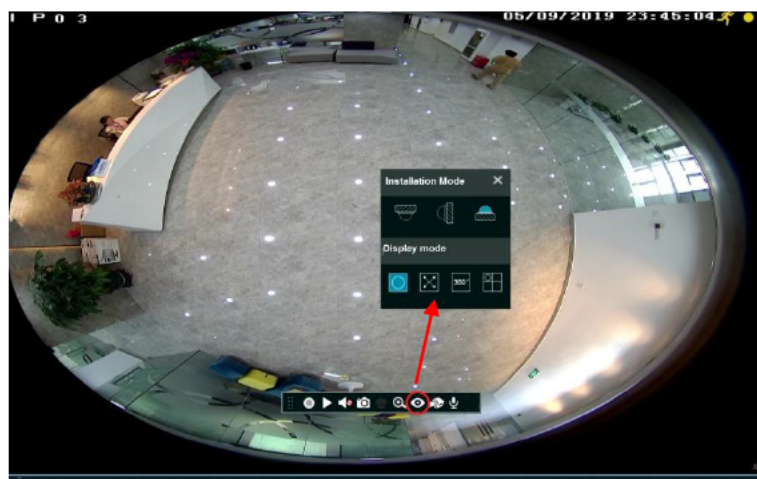 I P 0 3
05/09/2019 23:45:04
Installation Mode
Display mode
360°